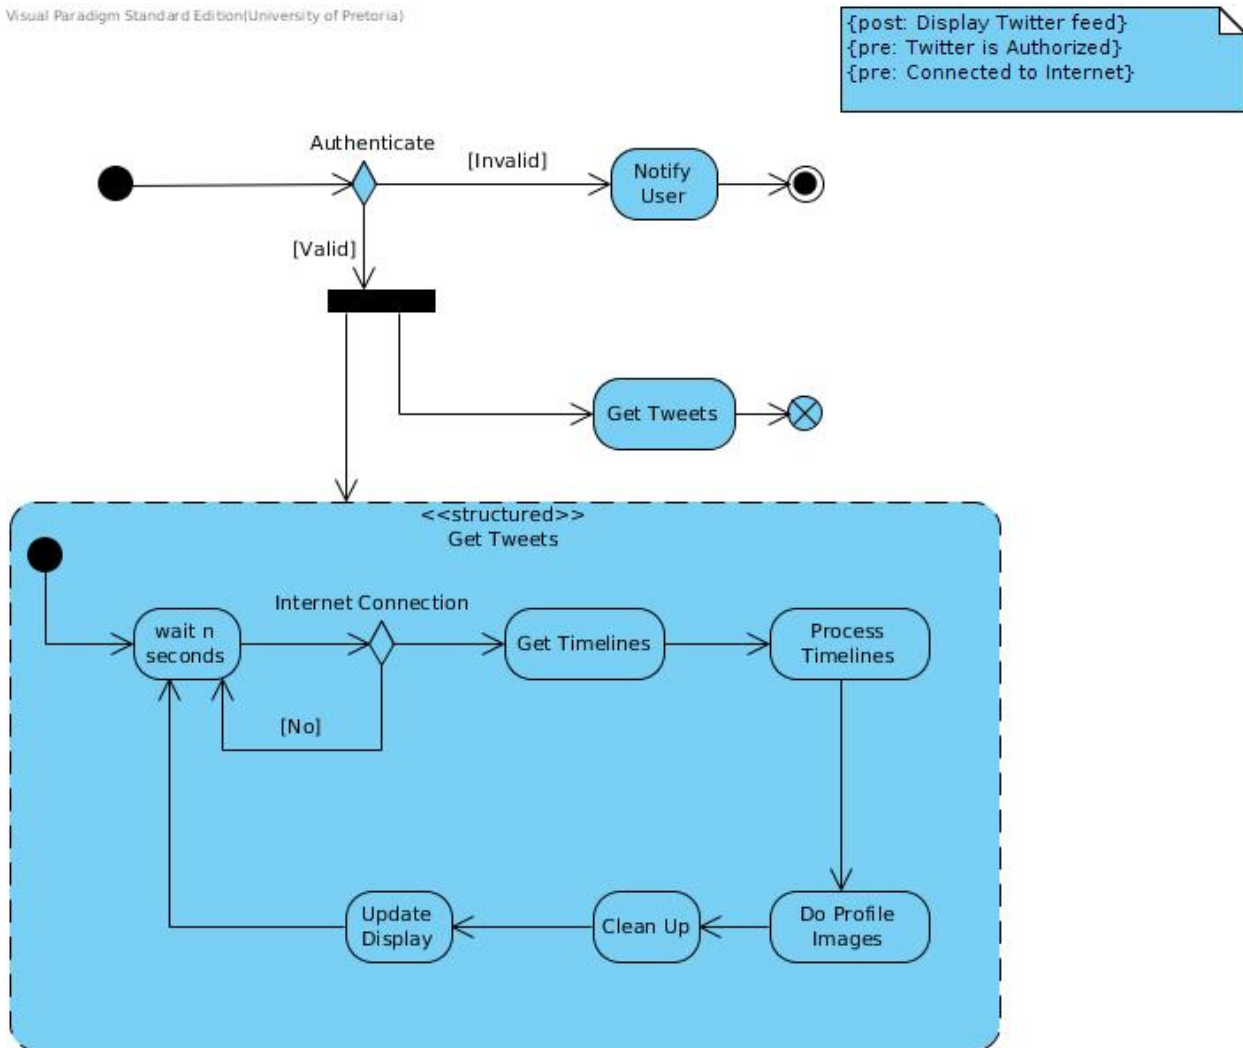 Visual Paradigm Standard Edition(University of Pretoria)
{post: Display Twitter feed}
{pre: Twitter is Authorized}
{pre: Connected to Internet}
Authenticate
[Invalid]
Notify
User
[Valid]
Get Tweets
<<structured>>
Get Tweets
Internet Connection
wait n
seconds
Get Timelines
Process
Timelines
[No]
Update
Display
Clean Up
Do Profile
Images